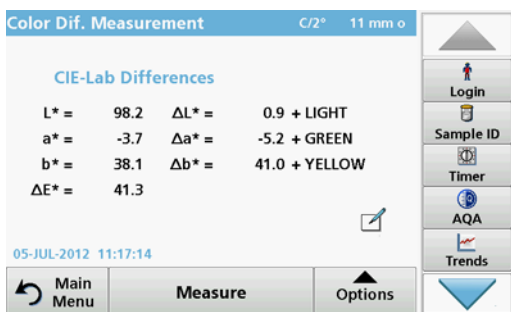 Color Dif. Measurement C/2° 11 mm o
CIE-Lab Differences
L* = 98.2 ΔL* = 0.9 + LIGHT
a* = -3.7 Δa* = -5.2 + GREEN
b* = 38.1 Δb* = 41.0 + YELLOW
ΔE* = 41.3
05-JUL-2012 11:17:14
Main Menu
Measure
Options
Login
Sample ID
Timer
AQA
Trends